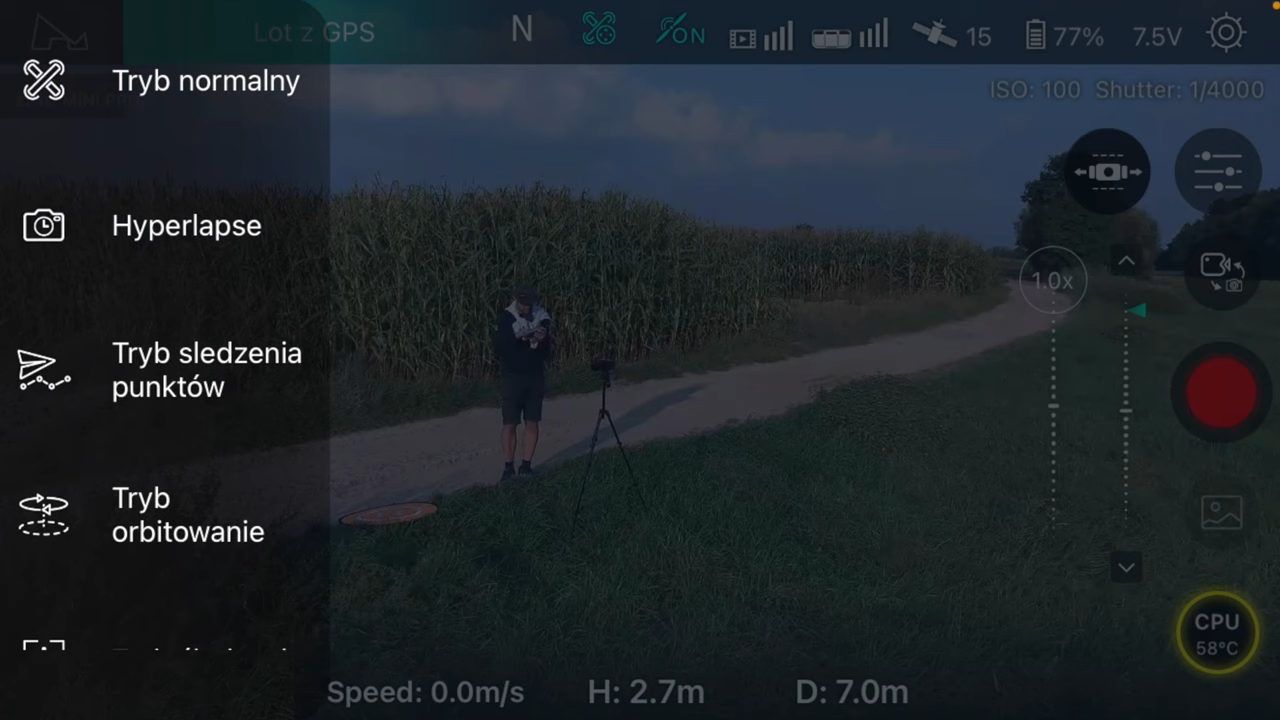 Lot z GPS
N
ON
15
77%
7.5V
Tryb normalny
ISO: 100 Shutter: 1/4000
Hyperlapse
1.0x
Tryb sledzenia
punktów
Tryb
orbitowanie
CPU
58°C
Speed: 0.0m/s
H: 2.7m
D: 7.0m